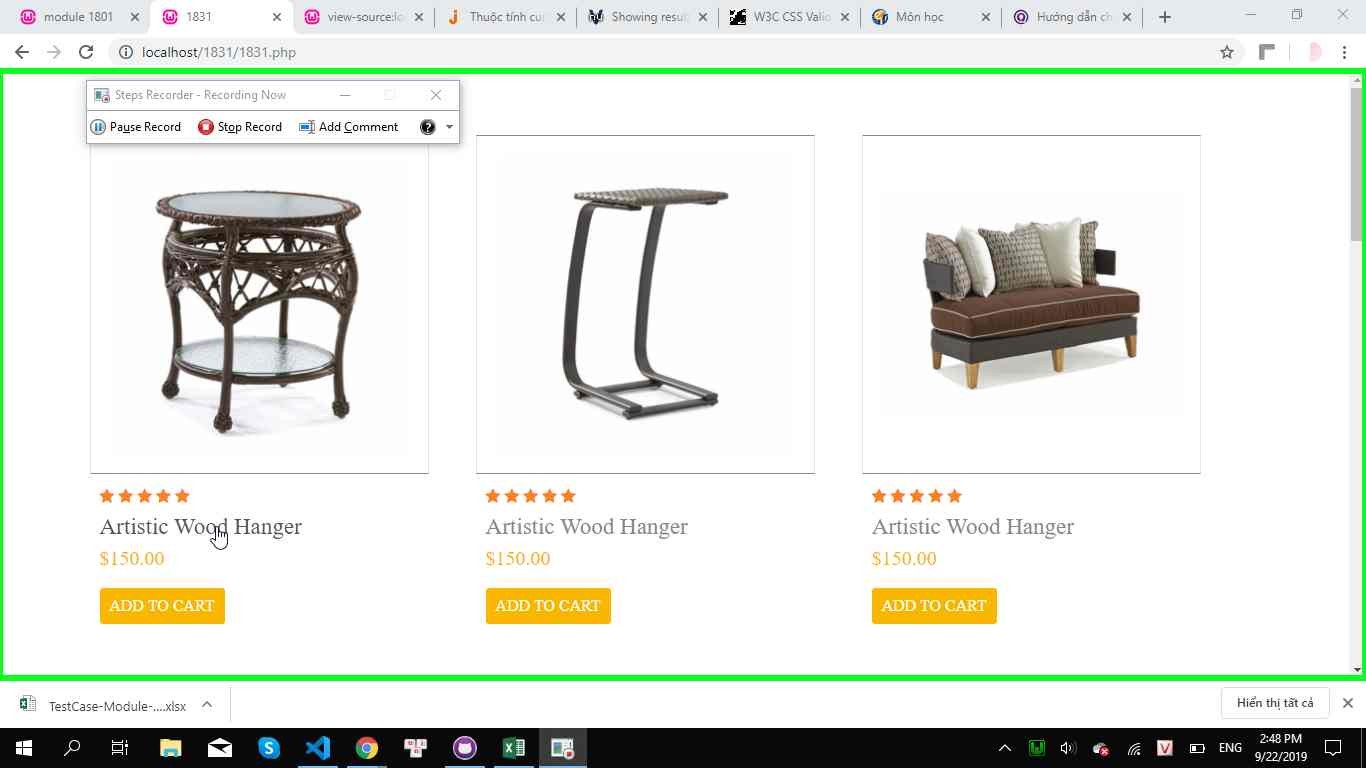 module 1801
1831
view-source:lo
Thuộc tính cur
Showing result
W3C CSS Valid
Môn học
Hướng dẫn ch
localhost/1831/1831.php
Steps Recorder - Recording Now
Pause Record
Stop Record
Add Comment
Artistic Wood Hanger
Artistic Wood Hanger
Artistic Wood Hanger
$150.00
$150.00
$150.00
ADD TO CART
ADD TO CART
ADD TO CART
TestCase-Module-....xlsx
Hiển thị tất cả
ENG
2:48 PM
9/22/2019